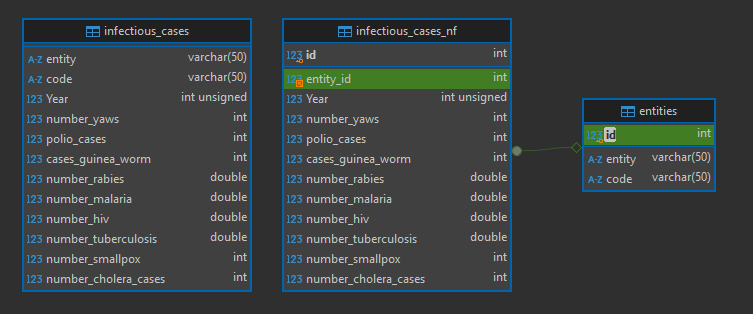 infectious_cases
A-Z entity varchar(50)
A-Z code varchar(50)
123 Year int unsigned
123 number_yaws int
123 polio_cases int
123 cases_guinea_worm int
123 number_rabies double
123 number_malaria double
123 number_hiv double
123 number_tuberculosis double
123 number_smallpox int
123 number_cholera_cases int
infectious_cases_nf
123 id int
123 entity_id int
123 Year int unsigned
123 number_yaws int
123 polio_cases int
123 cases_guinea_worm int
123 number_rabies double
123 number_malaria double
123 number_hiv double
123 number_tuberculosis double
123 number_smallpox int
123 number_cholera_cases int
entities
123 id int
A-Z entity varchar(50)
A-Z code varchar(50)